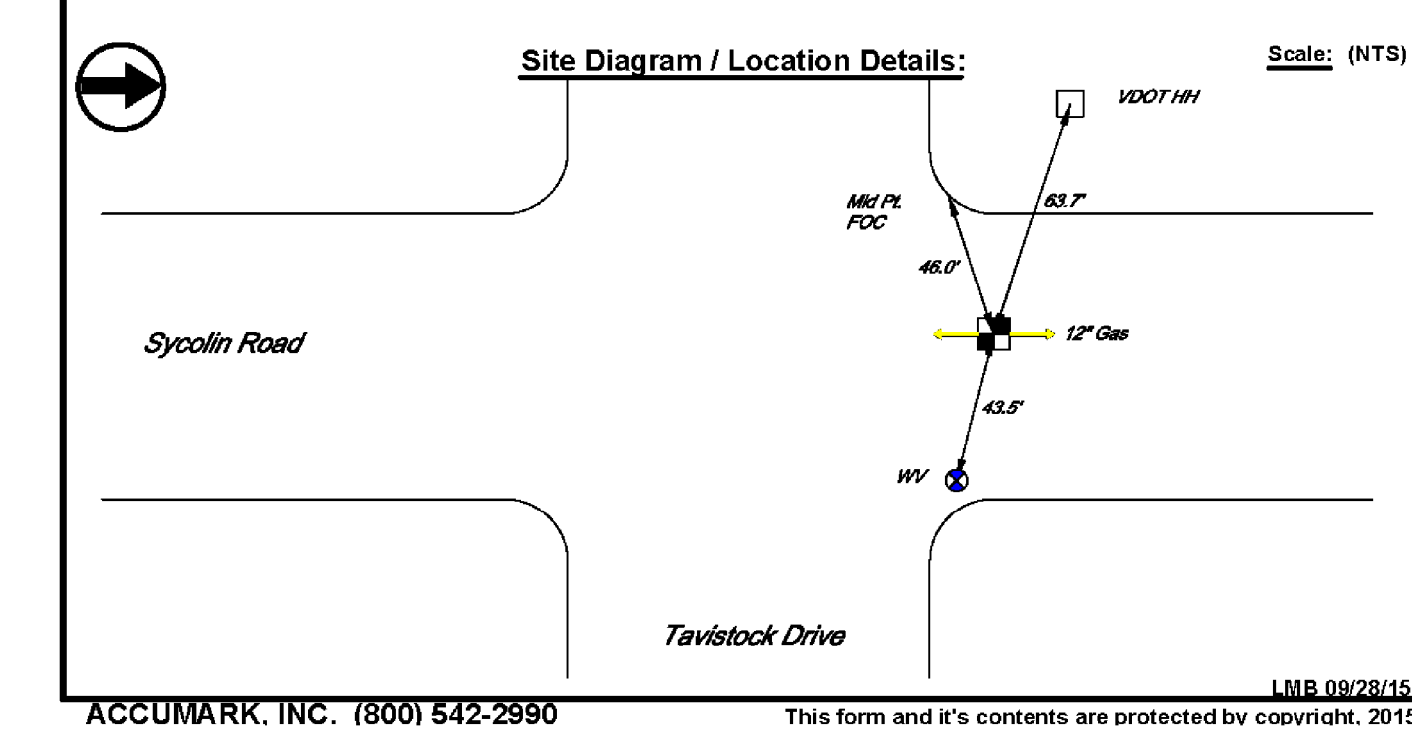 Site Diagram / Location Details:
Scale: (NTS)
VDOT HH
Mid Pt.
FOC
63.7'
46.0'
Sycolin Road
12" Gas
43.5'
WV
Tavistock Drive
LMB 09/28/15
ACCUMARK, INC. (800) 542-2990
This form and it's contents are protected by copyright, 2015